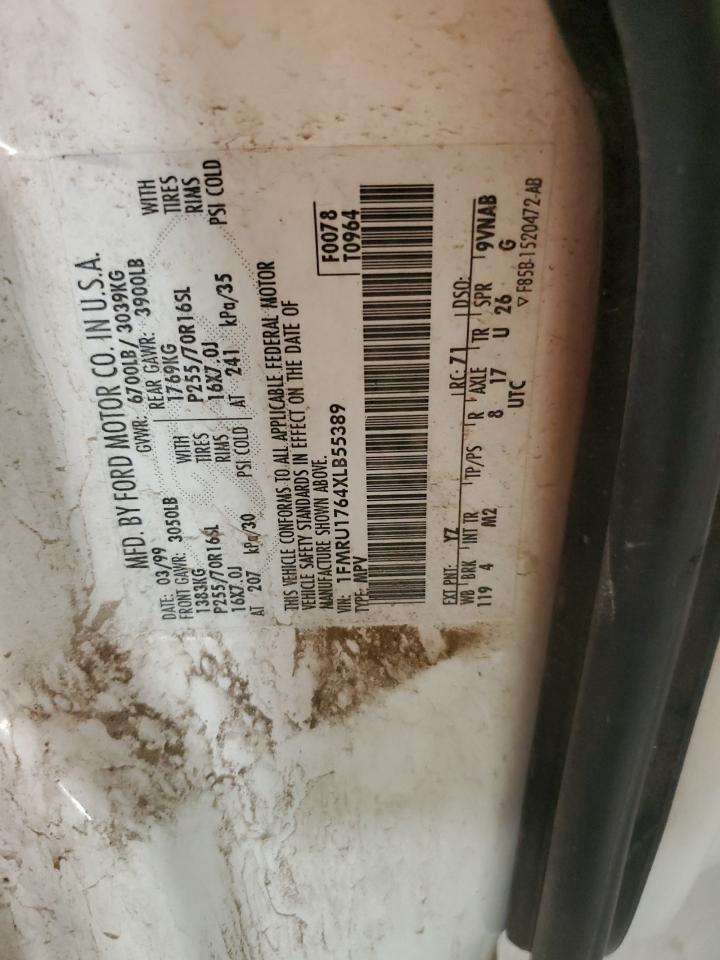 MFD. BY FORD MOTOR CO. IN U.S.A.
DATE: 03/99 GVWR: 6700LB/ 3039KG
FRONT GAWR: 3050LB REAR GAWR: 3900LB
1383KG WITH 1769KG WITH
P255/70R16SL TIRES P255/70R16SL TIRES
16X7.0J RIMS 16X7.0J RIMS
AT 207 kPa/30 PSI COLD AT 241 kPa/35 PSI COLD
THIS VEHICLE CONFORMS TO ALL APPLICABLE FEDERAL MOTOR
VEHICLE SAFETY STANDARDS IN EFFECT ON THE DATE OF
MANUFACTURE SHOWN ABOVE.
VIN: 1FMRU1764XLB55389 F0078
TYPE: MPV T0964
EXT PNT: YZ RC: 71 DSO:
WB BRK INT TR TP/PS R AXLE TR SPR 9VNAB
119 4 M2 8 17 U 26 G
UTC ▽ F85B-1520472-AB